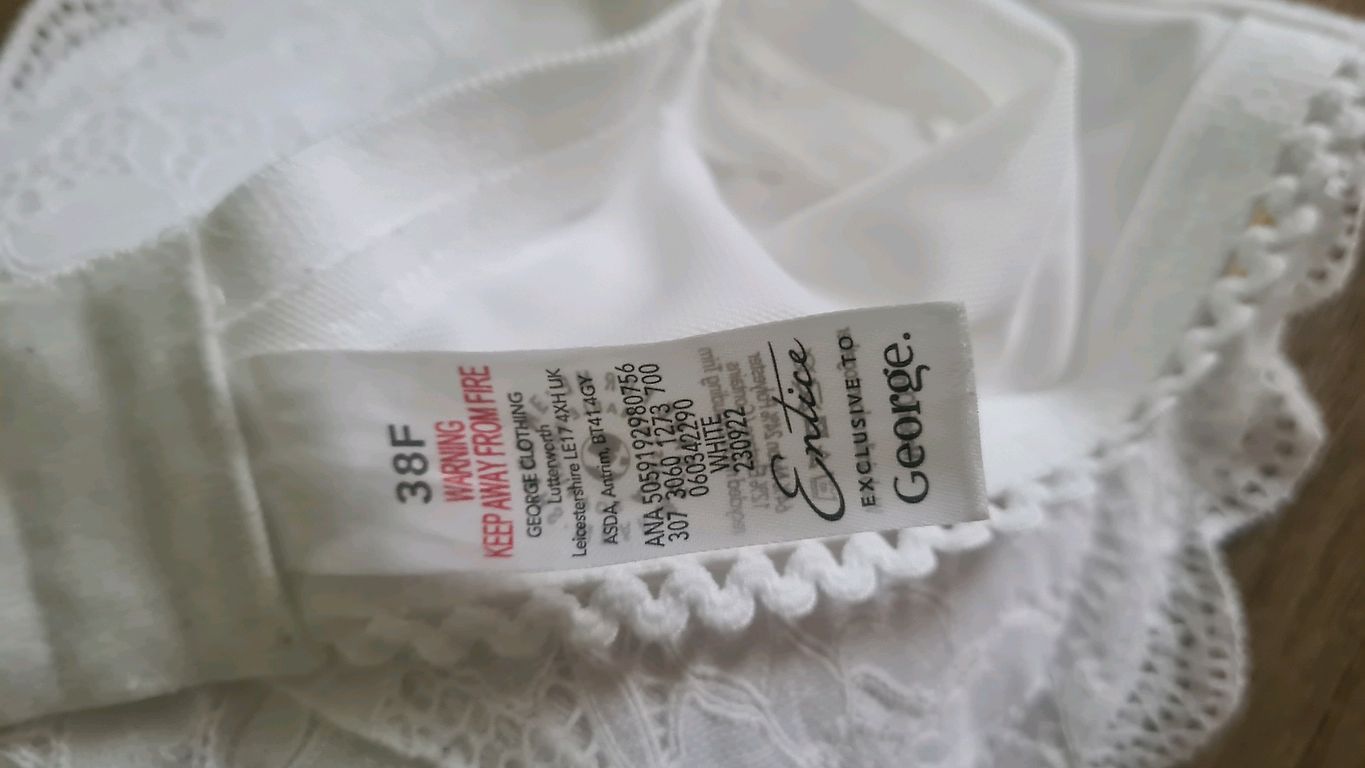 38F
WARNING
KEEP AWAY FROM FIRE
GEORGE CLOTHING
Lutterworth
Leicestershire LE17 4XH UK
ASDA, Antrim, BT41 4GY
ANA 5059192980756
307 3060 1273 700
060342290
WHITE
230922
Entice
EXCLUSIVE TO
George.